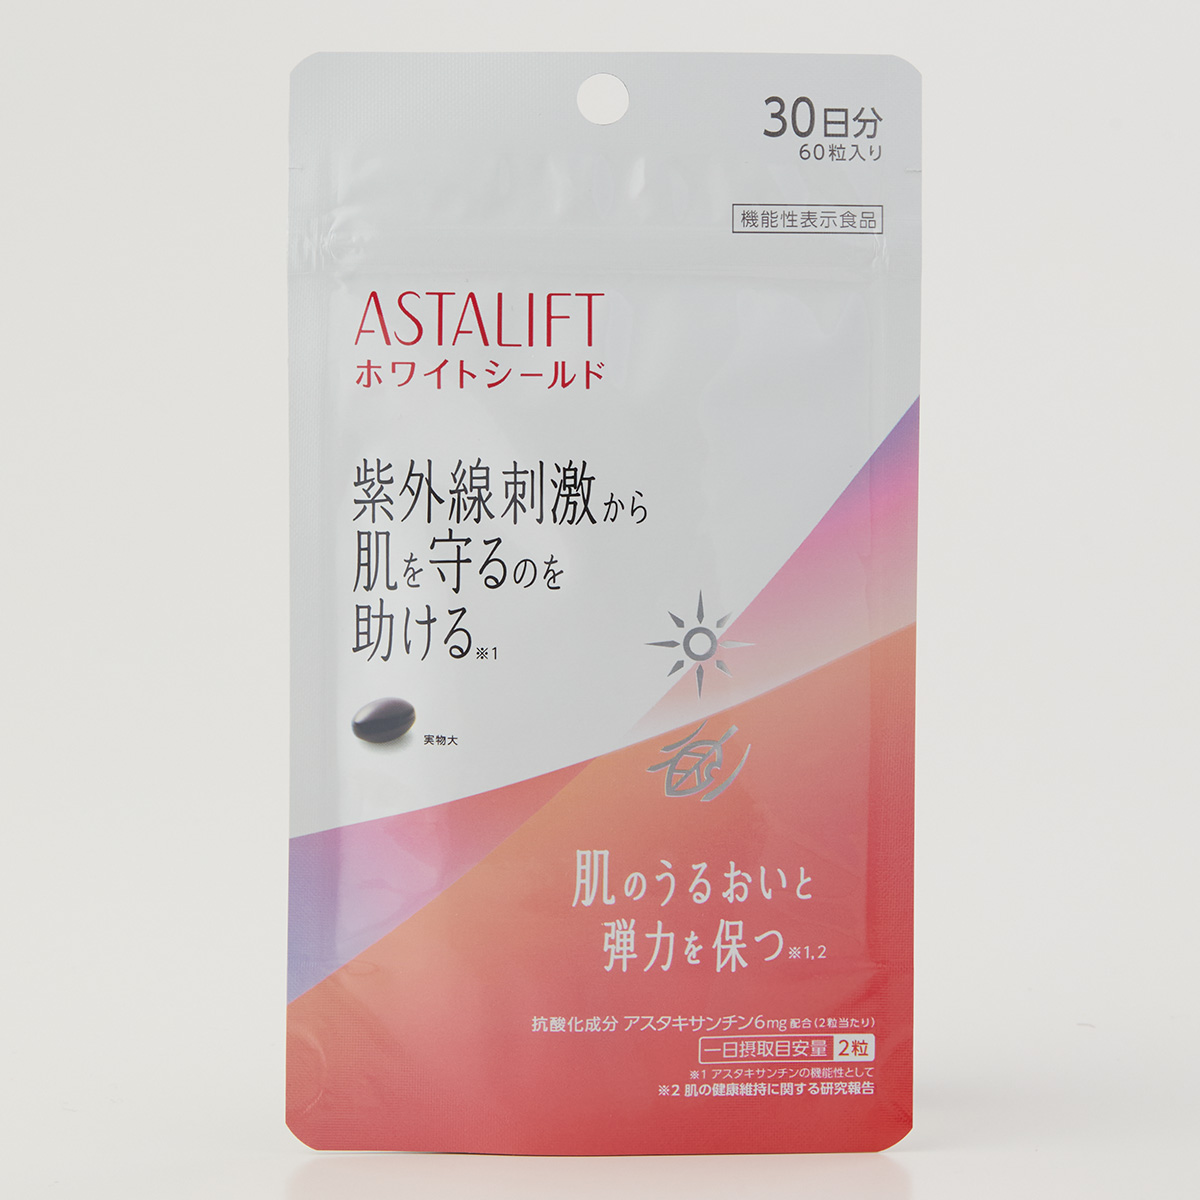 30日分
60粒入り
機能性表示食品
ASTALIFT
ホワイトシールド
紫外線刺激から
肌を守るのを
助ける※1
実物大
肌のうるおいと
弾力を保つ※1,2
抗酸化成分 アスタキサンチン6mg配合(2粒当たり)
一日摂取目安量 2粒
※1 アスタキサンチンの機能性として
※2 肌の健康維持に関する研究報告